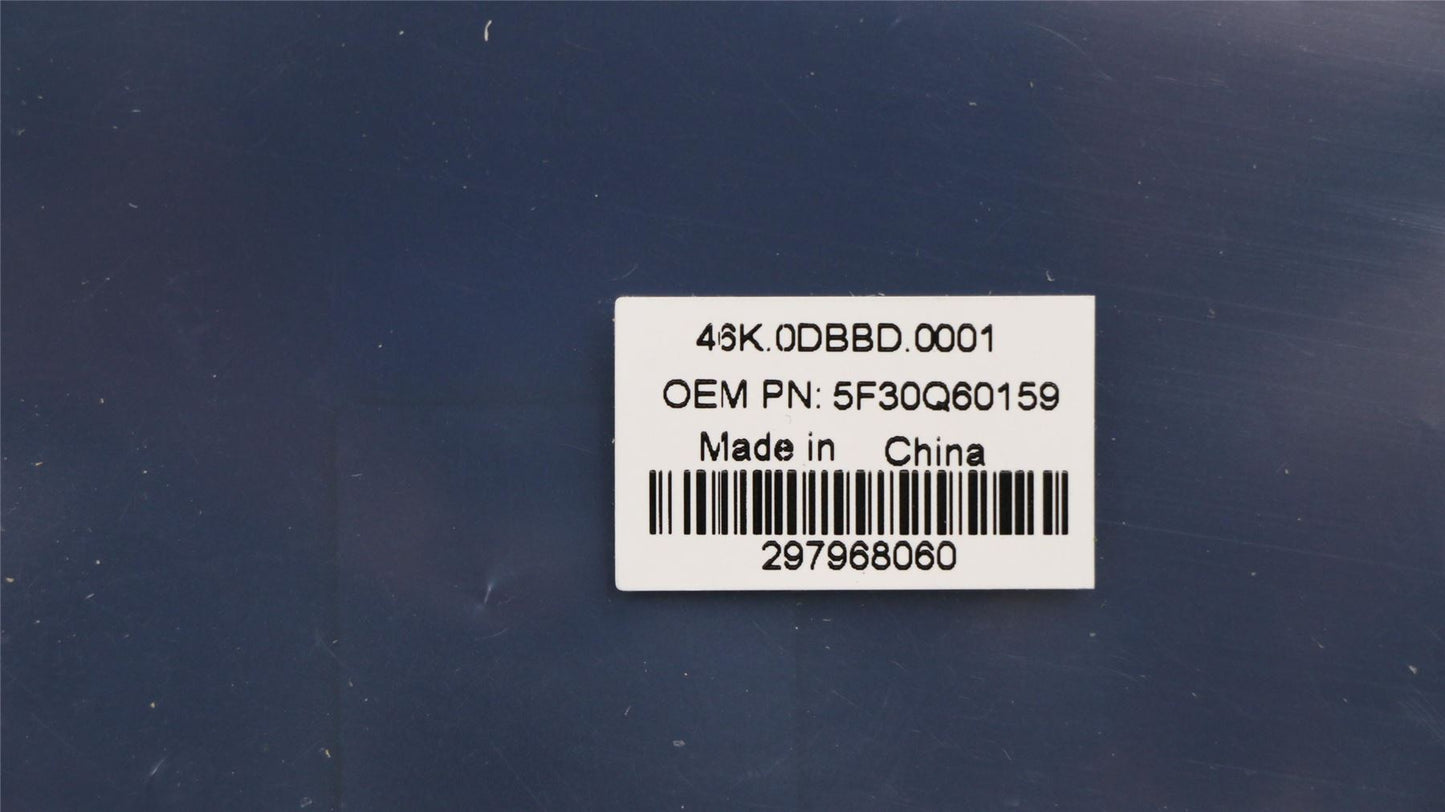 46K.0DBBD.0001
OEM PN: 5F30Q60159
Made in China
297968060